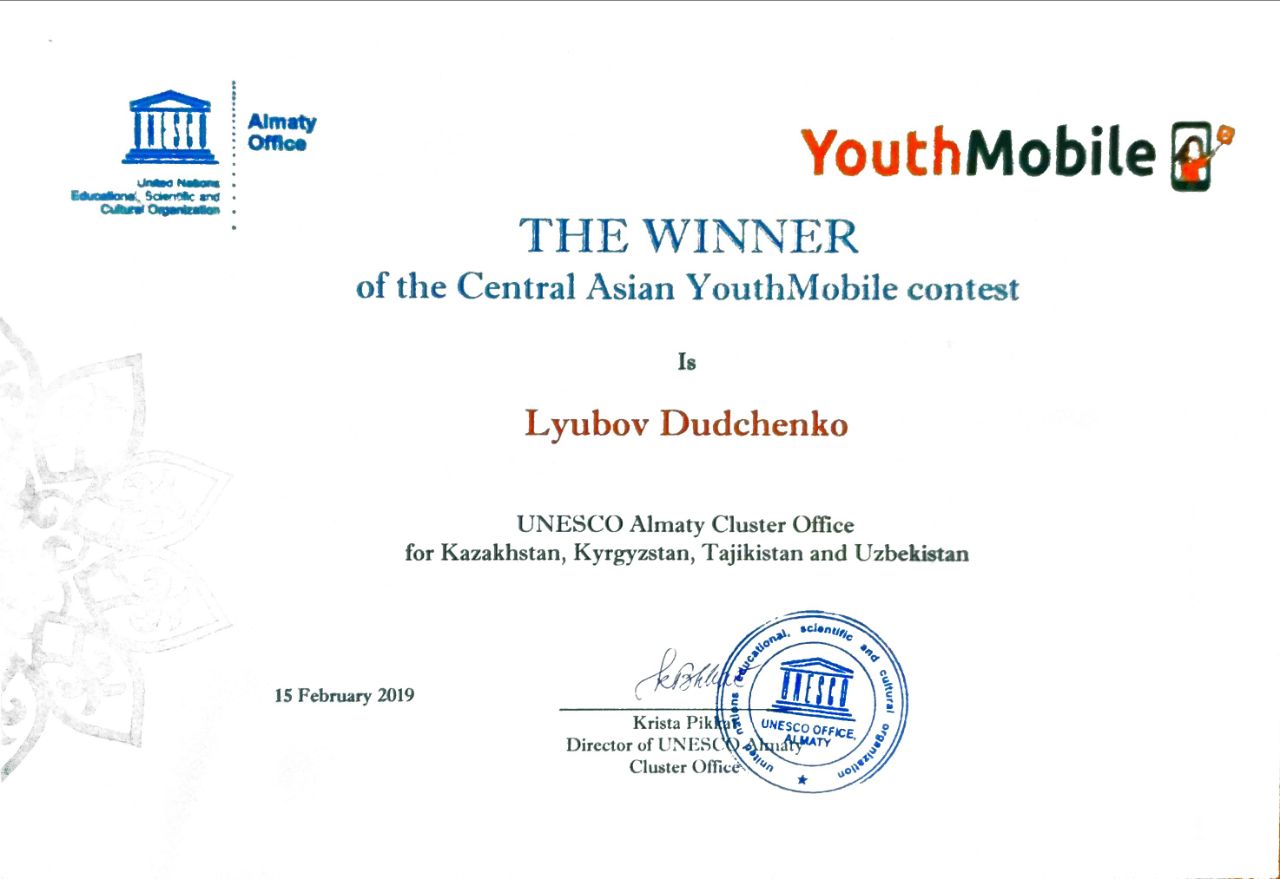 UNESCO
United Nations
Educational, Scientific and
Cultural Organization
Almaty
Office
YouthMobile
THE WINNER
of the Central Asian YouthMobile contest
Is
Lyubov Dudchenko
UNESCO Almaty Cluster Office
for Kazakhstan, Kyrgyzstan, Tajikistan and Uzbekistan
15 February 2019
Krista Pikkat
Director of UNESCO Almaty
Cluster Office
united nations educational, scientific and cultural organization
UNESCO
UNESCO OFFICE,
ALMATY